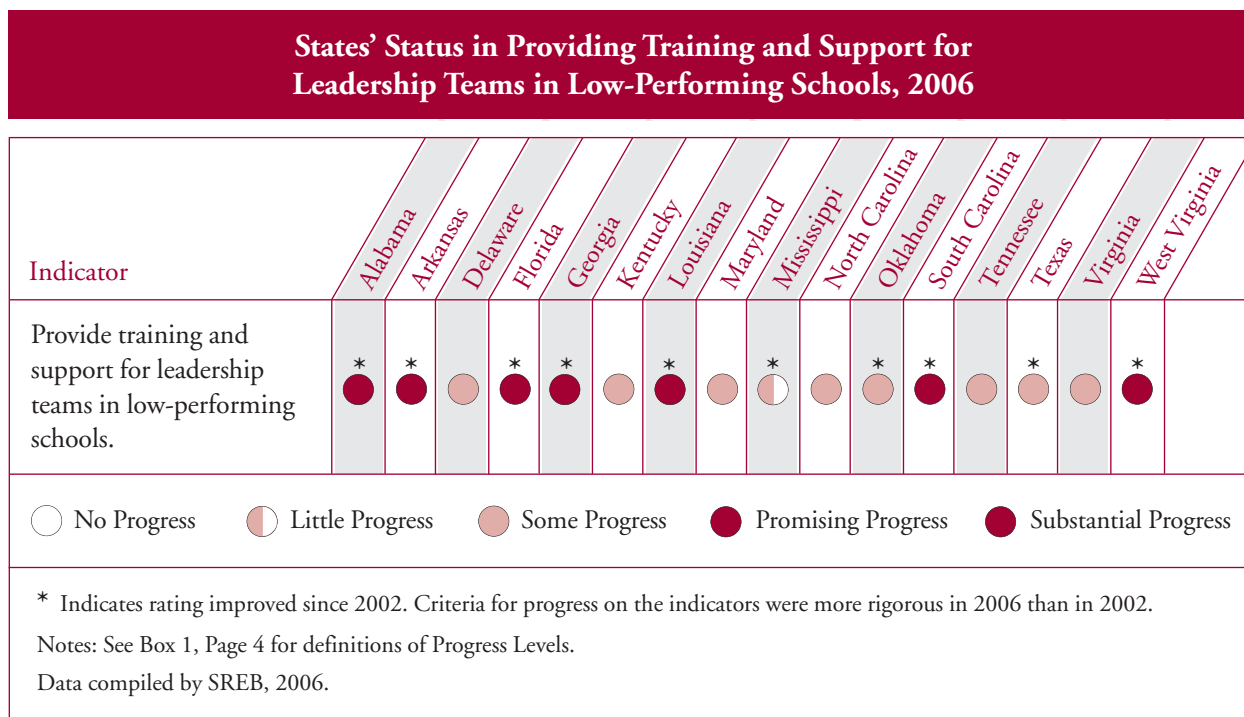 States’ Status in Providing Training and Support for
Leadership Teams in Low-Performing Schools, 2006
Indicator
Alabama
Arkansas
Delaware
Florida
Georgia
Kentucky
Louisiana
Maryland
Mississippi
North Carolina
Oklahoma
South Carolina
Tennessee
Texas
Virginia
West Virginia
Provide training and
support for leadership
teams in low-performing
schools.
* * * * * * * * * *
No Progress Little Progress Some Progress Promising Progress Substantial Progress
* Indicates rating improved since 2002. Criteria for progress on the indicators were more rigorous in 2006 than in 2002.
Notes: See Box 1, Page 4 for definitions of Progress Levels.
Data compiled by SREB, 2006.